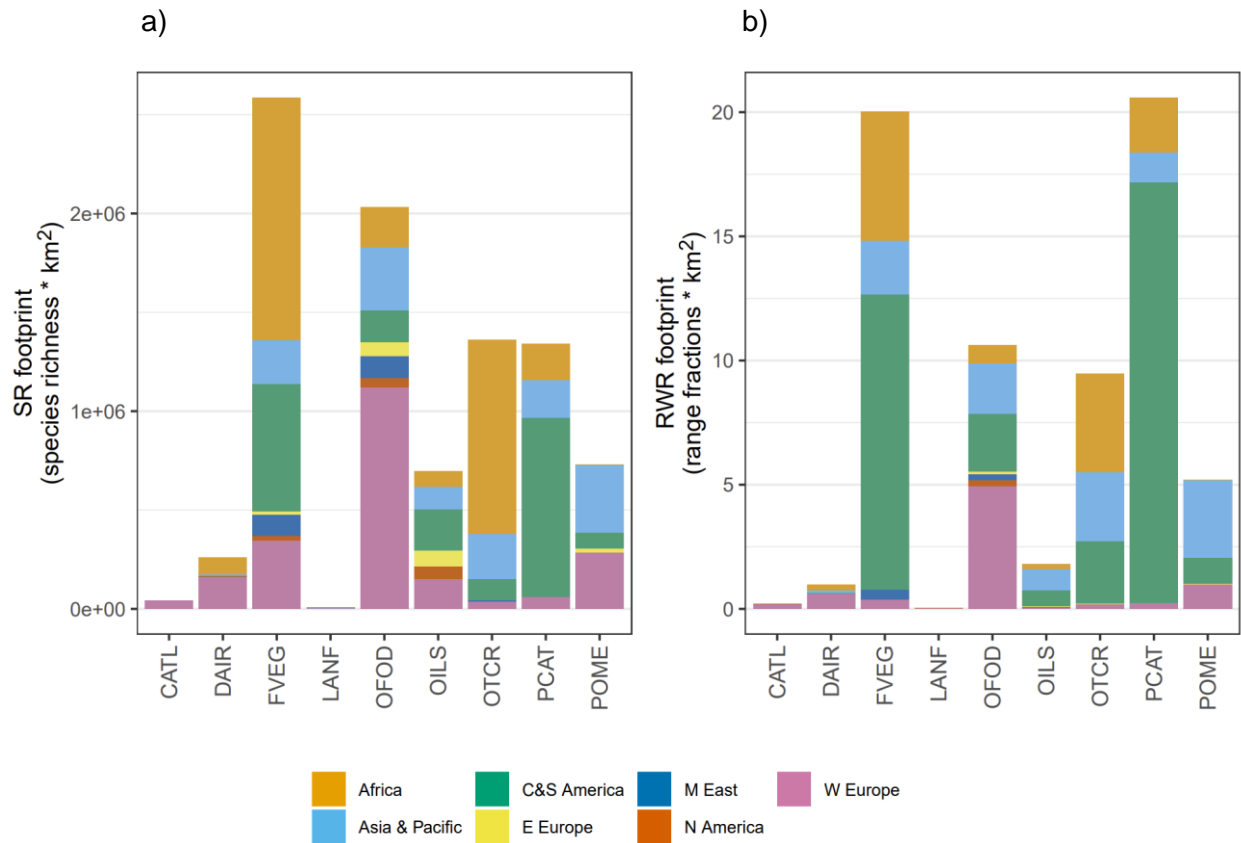 a)
SR footprint
(species richness * km²)
2e+06
1e+06
0e+00
CATL
DAIR
FVEG
LANF
OFOD
OILS
OTCR
PCAT
POME
b)
RWR footprint
(range fractions * km²)
20
15
10
5
0
CATL
DAIR
FVEG
LANF
OFOD
OILS
OTCR
PCAT
POME
Africa
C&S America
M East
W Europe
Asia & Pacific
E Europe
N America